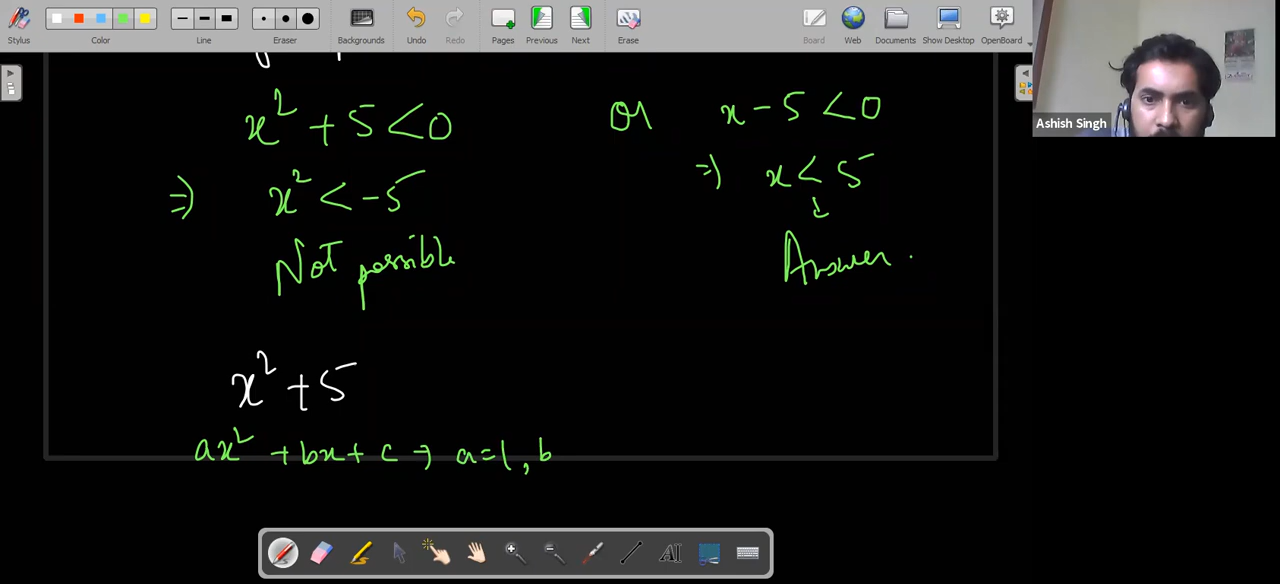 Stylus Color Line Eraser Backgrounds Undo Redo Pages Previous Next Erase Board Web Documents Show Desktop OpenBoard
Ashish Singh
x² + 5 < 0 or x - 5 < 0
⇒ x² < -5 ⇒ x < 5
Not possible Answer.
x² + 5
ax² + bx + c → a = 1, b
AI